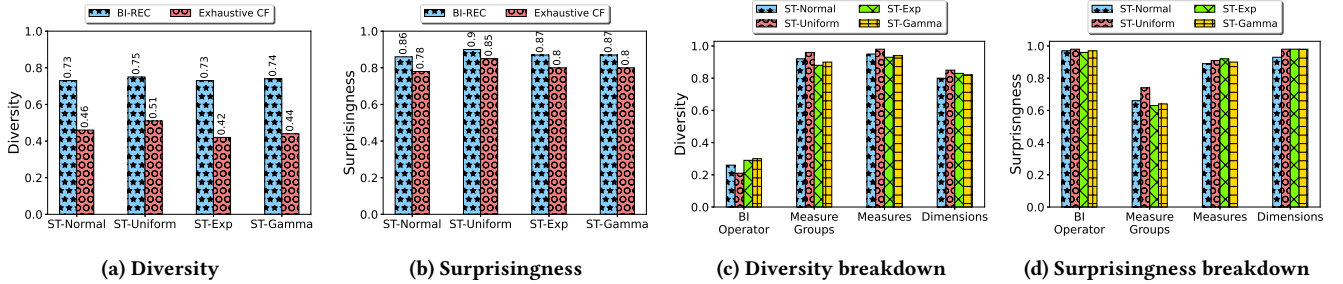 BI-REC Exhaustive CF
1.0
0.8
0.6
0.4
0.2
0.0
Diversity
0.73 0.46 0.75 0.51 0.73 0.42 0.74 0.44
ST-Normal ST-Uniform ST-Exp ST-Gamma
(a) Diversity
BI-REC Exhaustive CF
1.0
0.8
0.6
0.4
0.2
0.0
Surprisingness
0.86 0.78 0.9 0.85 0.87 0.8 0.87 0.8
ST-Normal ST-Uniform ST-Exp ST-Gamma
(b) Surprisingness
ST-Normal ST-Exp
ST-Uniform ST-Gamma
1.0
0.8
0.6
0.4
0.2
0.0
Diversity
BI Measure Measures Dimensions
Operator Groups
(c) Diversity breakdown
ST-Normal ST-Exp
ST-Uniform ST-Gamma
1.0
0.8
0.6
0.4
0.2
0.0
Surprisngness
BI Measure Measures Dimensions
Operator Groups
(d) Surprisingness breakdown